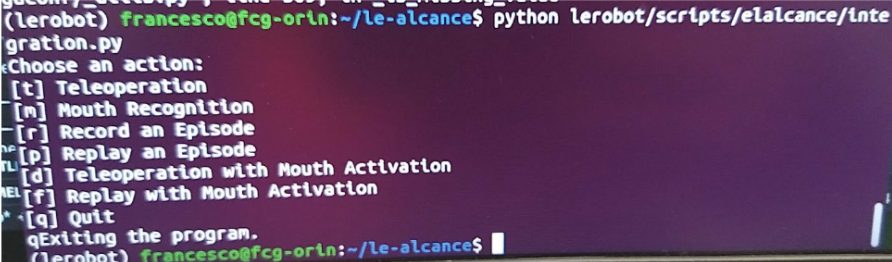 (lerobot) francesco@fcg-orin:~/le-alcance$ python lerobot/scripts/elalcance/inte
gration.py
Choose an action:
[t] Teleoperation
[m] Mouth Recognition
[r] Record an Episode
[p] Replay an Episode
[d] Teleoperation with Mouth Activation
[f] Replay with Mouth Activation
[q] Quit
qExiting the program.
(lerobot) francesco@fcg-orin:~/le-alcance$